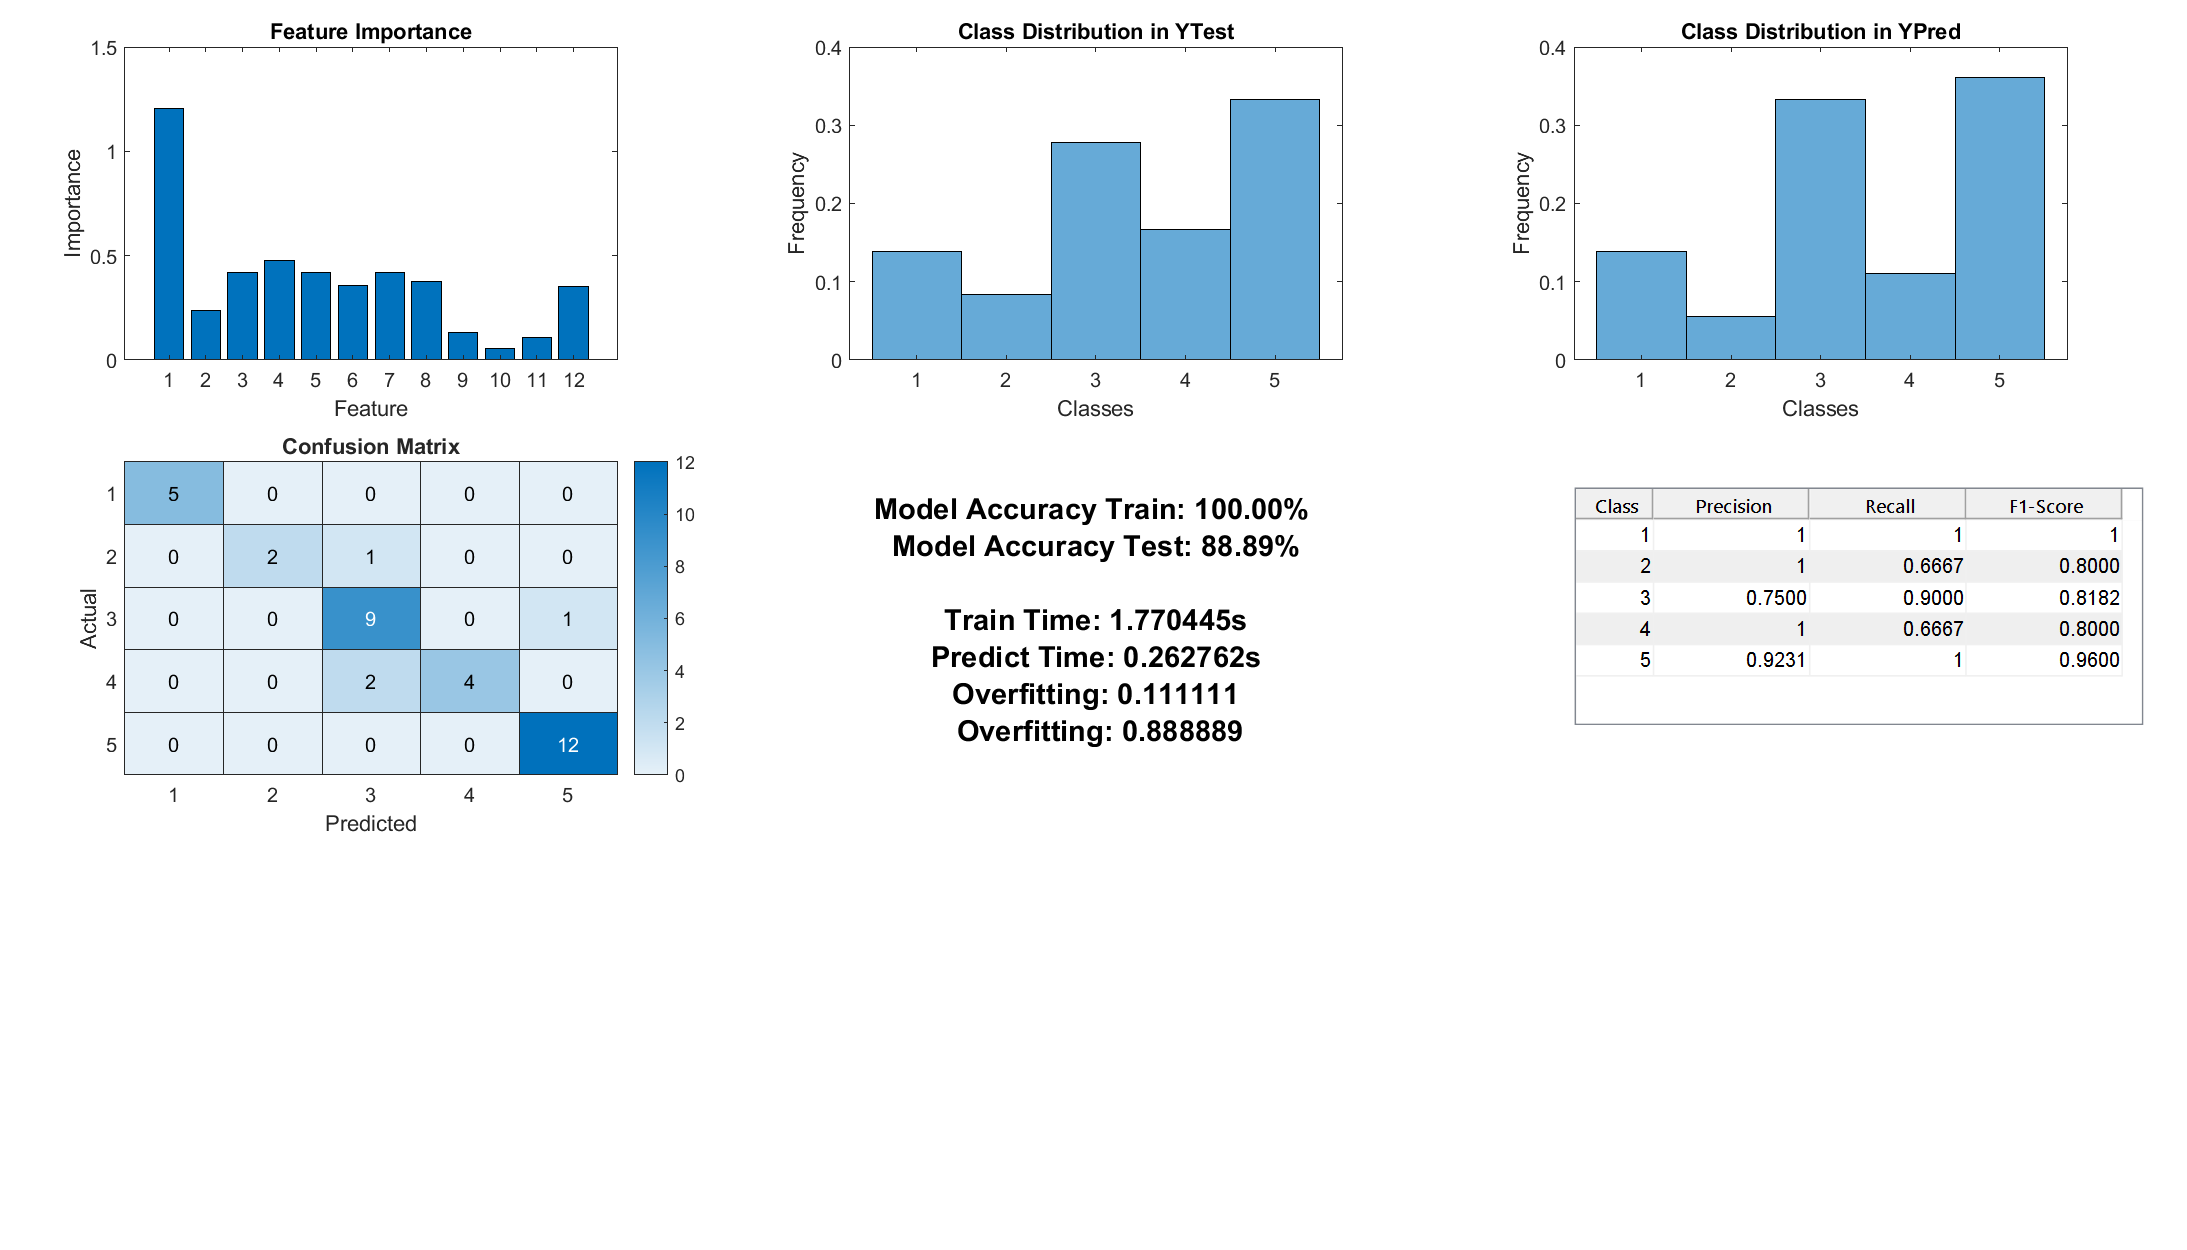 Feature Importance
1.5
1
0.5
0
Importance
1 2 3 4 5 6 7 8 9 10 11 12
Feature
Class Distribution in YTest
0.4
0.3
0.2
0.1
0
Frequency
1 2 3 4 5
Classes
Class Distribution in YPred
0.4
0.3
0.2
0.1
0
Frequency
1 2 3 4 5
Classes
Confusion Matrix
Actual
1 5 0 0 0 0
2 0 2 1 0 0
3 0 0 9 0 1
4 0 0 2 4 0
5 0 0 0 0 12
1 2 3 4 5
Predicted
12
10
8
6
4
2
0
Model Accuracy Train: 100.00%
Model Accuracy Test: 88.89%
Train Time: 1.770445s
Predict Time: 0.262762s
Overfitting: 0.111111
Overfitting: 0.888889
Class Precision Recall F1-Score
1 1 1 1
2 1 0.6667 0.8000
3 0.7500 0.9000 0.8182
4 1 0.6667 0.8000
5 0.9231 1 0.9600